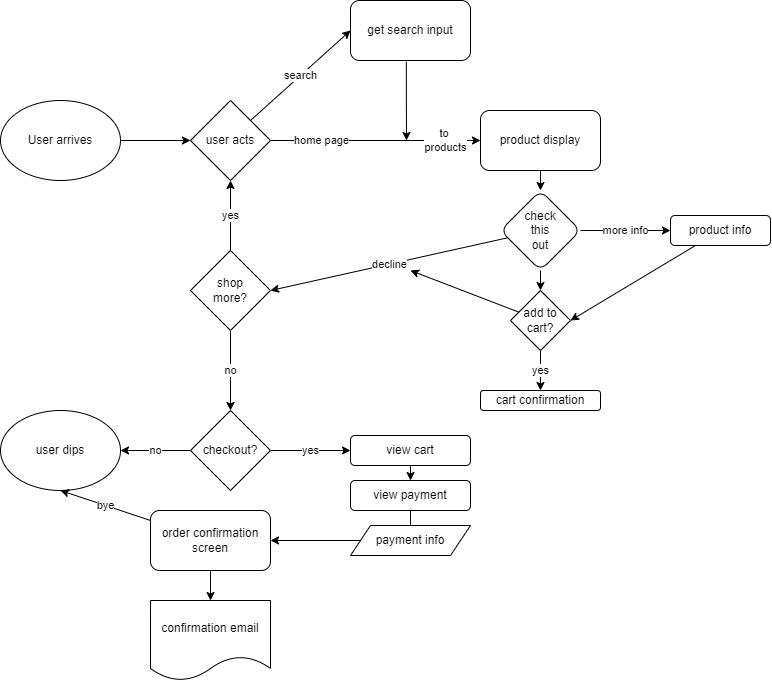 get search input
search
User arrives
user acts
home page
to
products
product display
yes
check
this
out
more info
product info
decline
shop
more?
add to
cart?
no
yes
cart confirmation
user dips
no
checkout?
yes
view cart
view payment
bye
order confirmation
screen
payment info
confirmation email